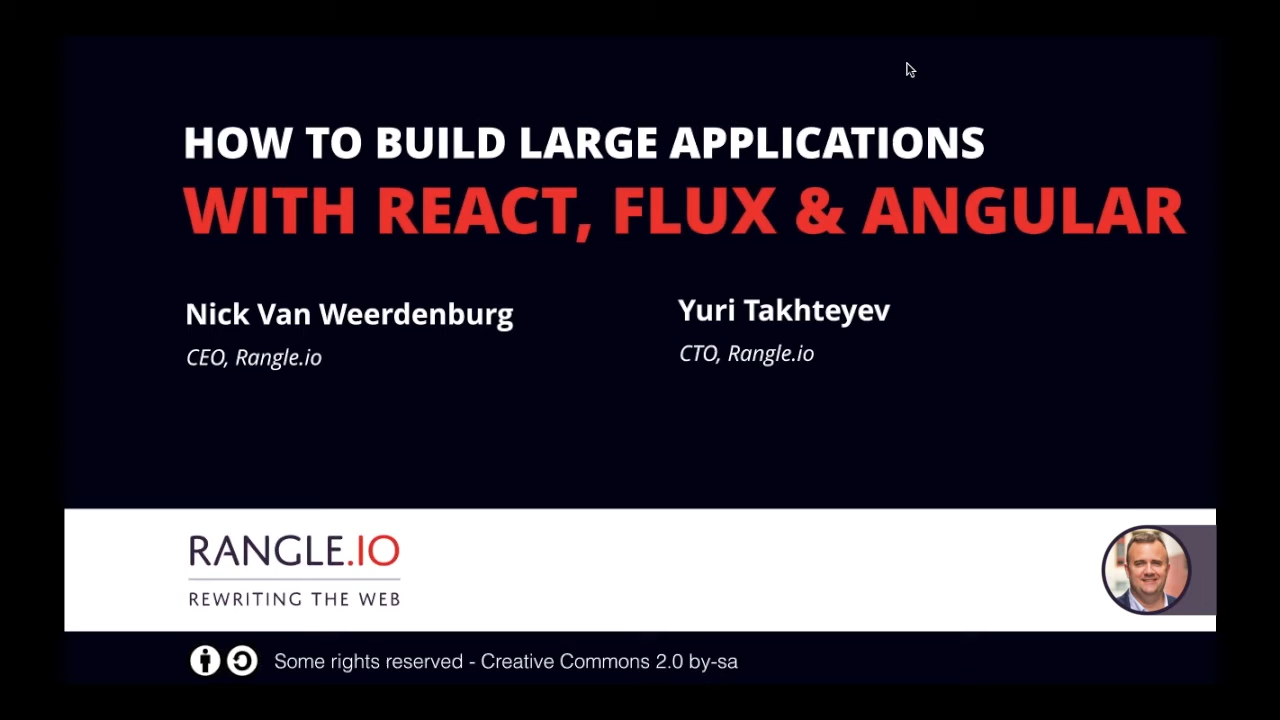 HOW TO BUILD LARGE APPLICATIONS
WITH REACT, FLUX & ANGULAR
Nick Van Weerdenburg
CEO, Rangle.io
Yuri Takhteyev
CTO, Rangle.io
RANGLE.IO
REWRITING THE WEB
Some rights reserved - Creative Commons 2.0 by-sa